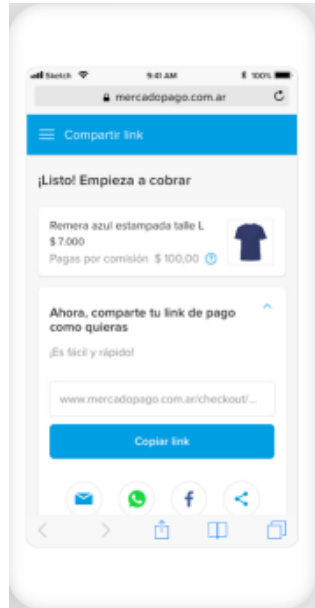 Sketch 9:41 AM 100%
mercadopago.com.ar
Compartir link
¡Listo! Empieza a cobrar
Remera azul estampada talle L
$ 7.000
Pagas por comisión $ 100,00 ?
Ahora, comparte tu link de pago
como quieras
¡Es fácil y rápido!
www.mercadopago.com.ar/checkout/...
Copiar link